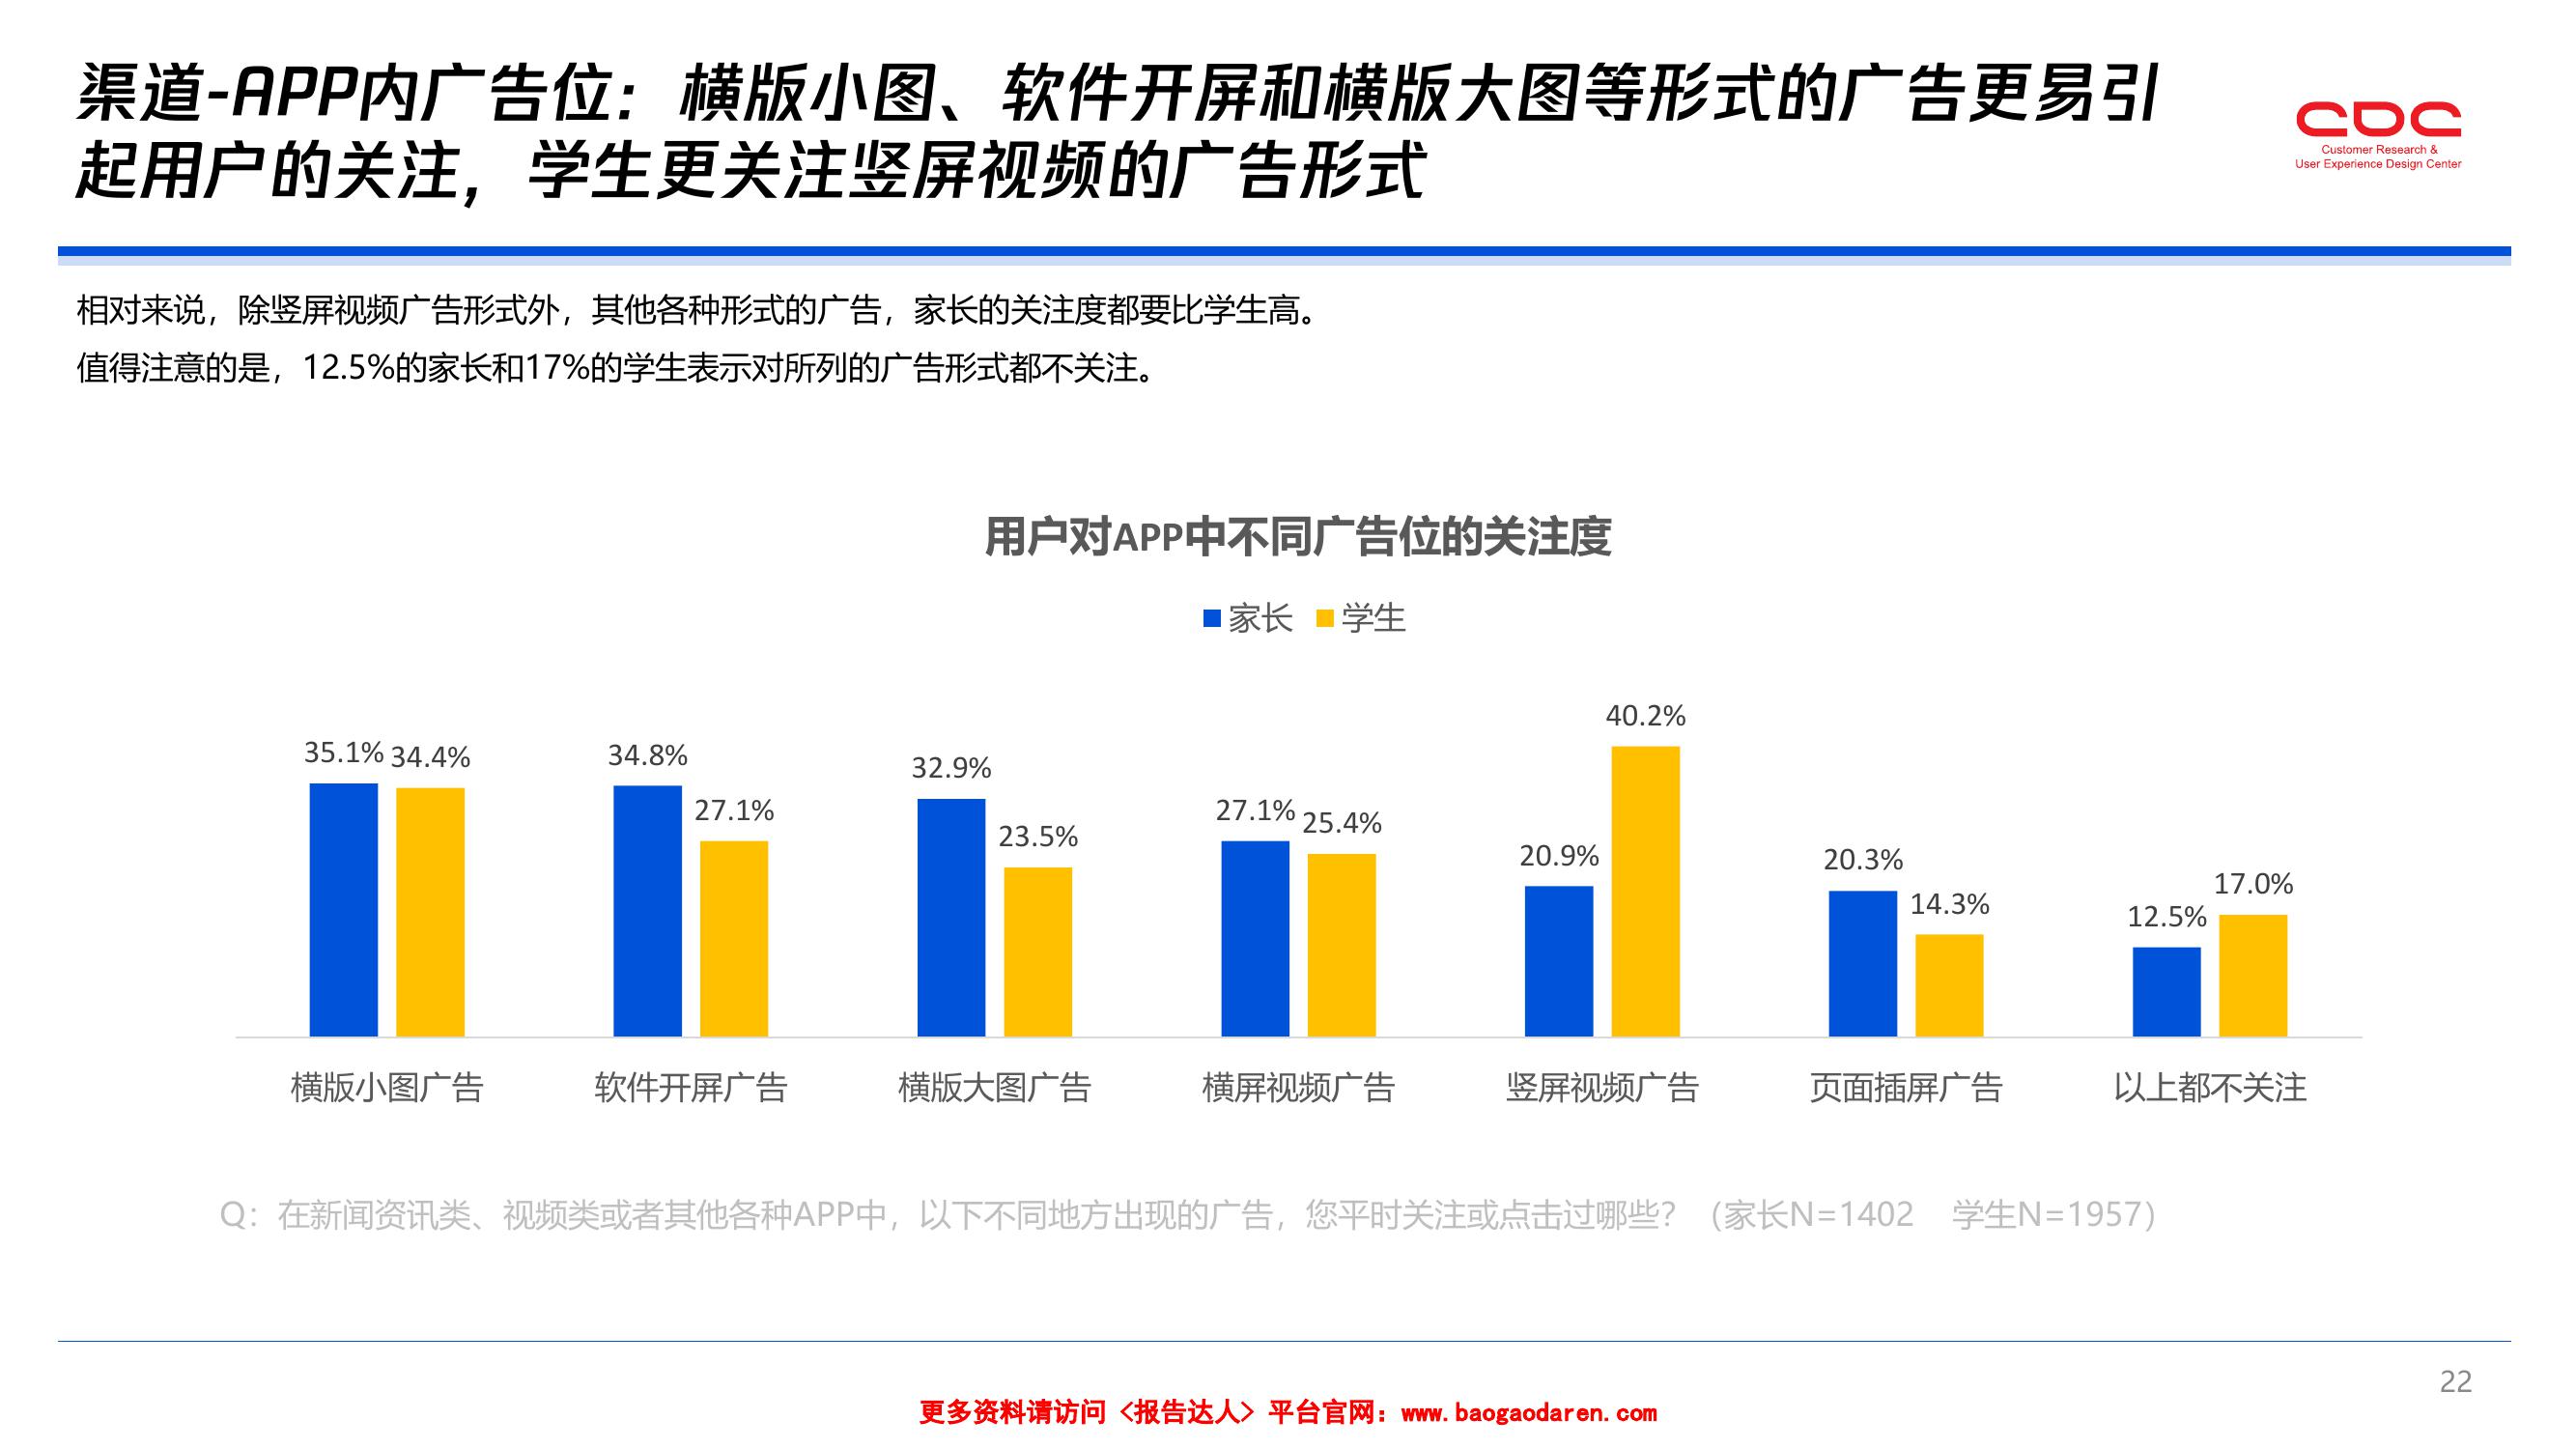 渠道-APP内广告位：横版小图、软件开屏和横版大图等形式的广告更易引
起用户的关注，学生更关注竖屏视频的广告形式
CDC
Customer Research &
User Experience Design Center
相对来说，除竖屏视频广告形式外，其他各种形式的广告，家长的关注度都要比学生高。
值得注意的是，12.5%的家长和17%的学生表示对所列的广告形式都不关注。
用户对APP中不同广告位的关注度
家长 学生
35.1% 34.4% 34.8% 27.1% 32.9% 23.5% 27.1% 25.4% 20.9% 40.2% 20.3% 14.3% 12.5% 17.0%
横版小图广告 软件开屏广告 横版大图广告 横屏视频广告 竖屏视频广告 页面插屏广告 以上都不关注
Q：在新闻资讯类、视频类或者其他各种APP中，以下不同地方出现的广告，您平时关注或点击过哪些？（家长N=1402 学生N=1957）
22
更多资料请访问《报告达人》平台官网：www.baogaodaren.com